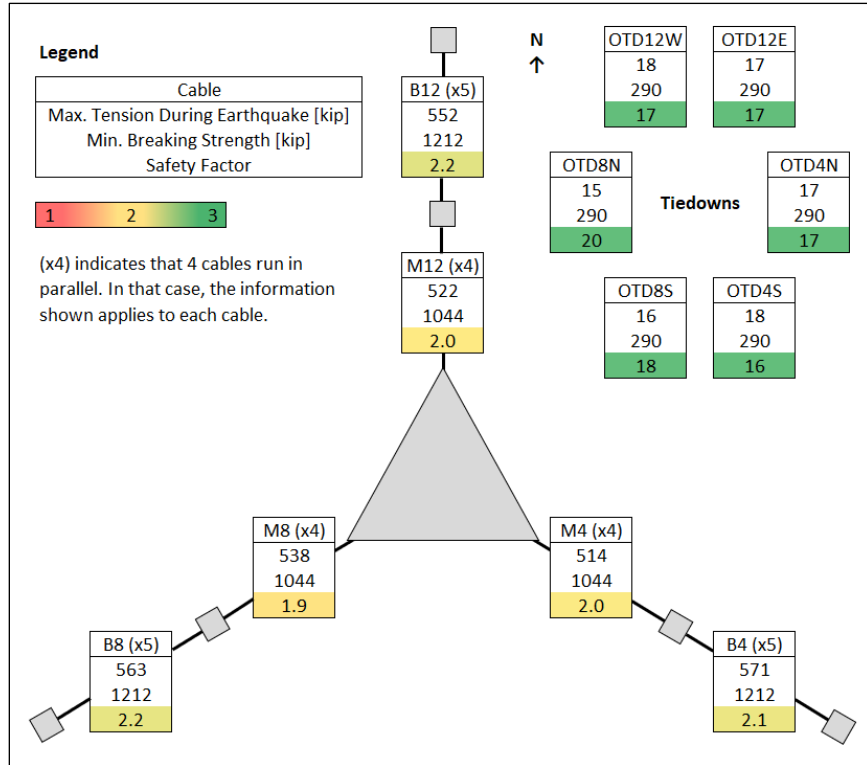 Legend
Cable
Max. Tension During Earthquake [kip]
Min. Breaking Strength [kip]
Safety Factor
1 2 3
(x4) indicates that 4 cables run in
parallel. In that case, the information
shown applies to each cable.
B12 (x5)
552
1212
2.2
M12 (x4)
522
1044
2.0
N
↑
OTD12W
18
290
17
OTD12E
17
290
17
OTD8N
15
290
20
Tiedowns
OTD4N
17
290
17
OTD8S
16
290
18
OTD4S
18
290
16
M8 (x4)
538
1044
1.9
M4 (x4)
514
1044
2.0
B8 (x5)
563
1212
2.2
B4 (x5)
571
1212
2.1